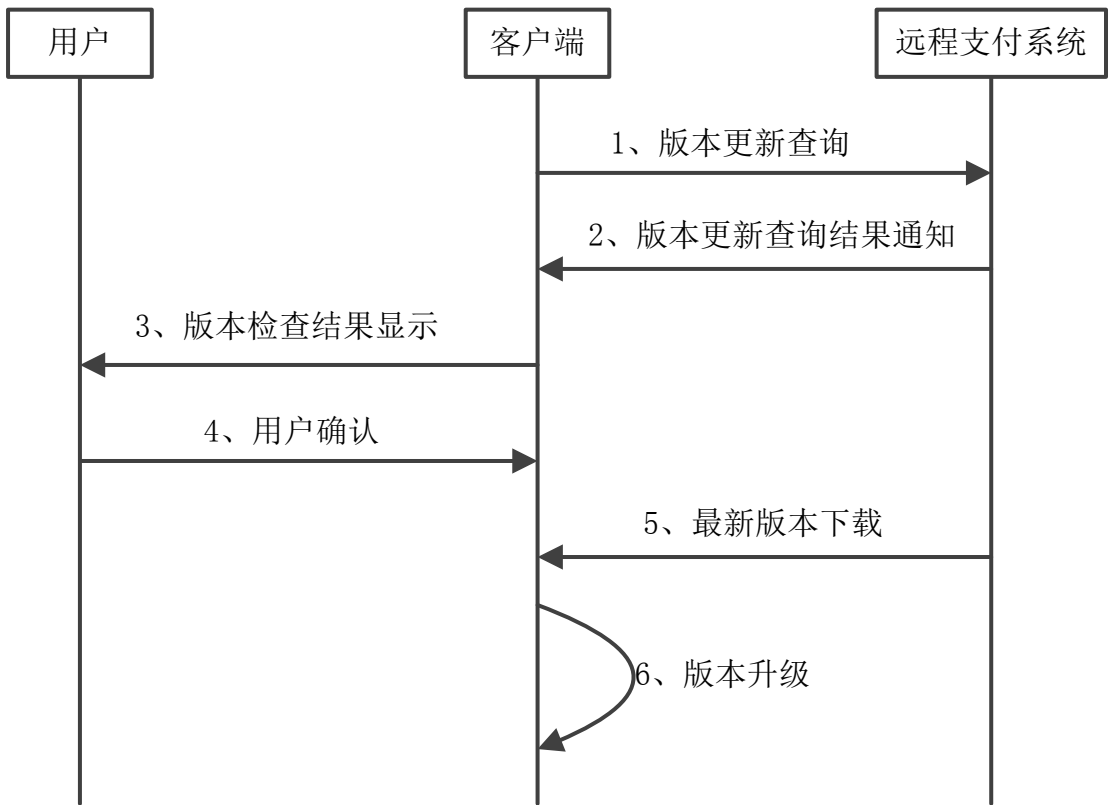 用户
客户端
远程支付系统
1、版本更新查询
2、版本更新查询结果通知
3、版本检查结果显示
4、用户确认
5、最新版本下载
6、版本升级